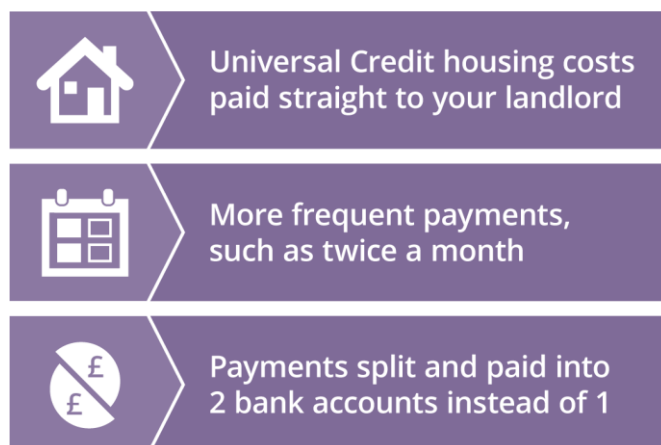 Universal Credit housing costs
paid straight to your landlord
More frequent payments,
such as twice a month
£
£
Payments split and paid into
2 bank accounts instead of 1